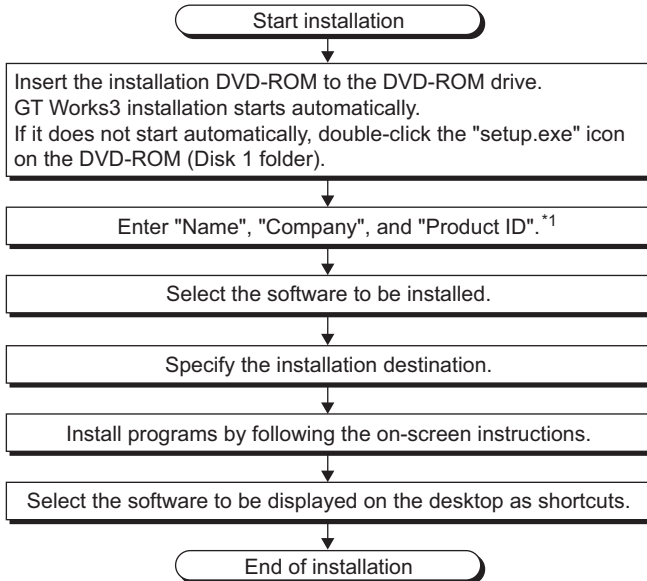 Start installation
Insert the installation DVD-ROM to the DVD-ROM drive.
GT Works3 installation starts automatically.
If it does not start automatically, double-click the "setup.exe" icon
on the DVD-ROM (Disk 1 folder).
Enter "Name", "Company", and "Product ID".*1
Select the software to be installed.
Specify the installation destination.
Install programs by following the on-screen instructions.
Select the software to be displayed on the desktop as shortcuts.
End of installation